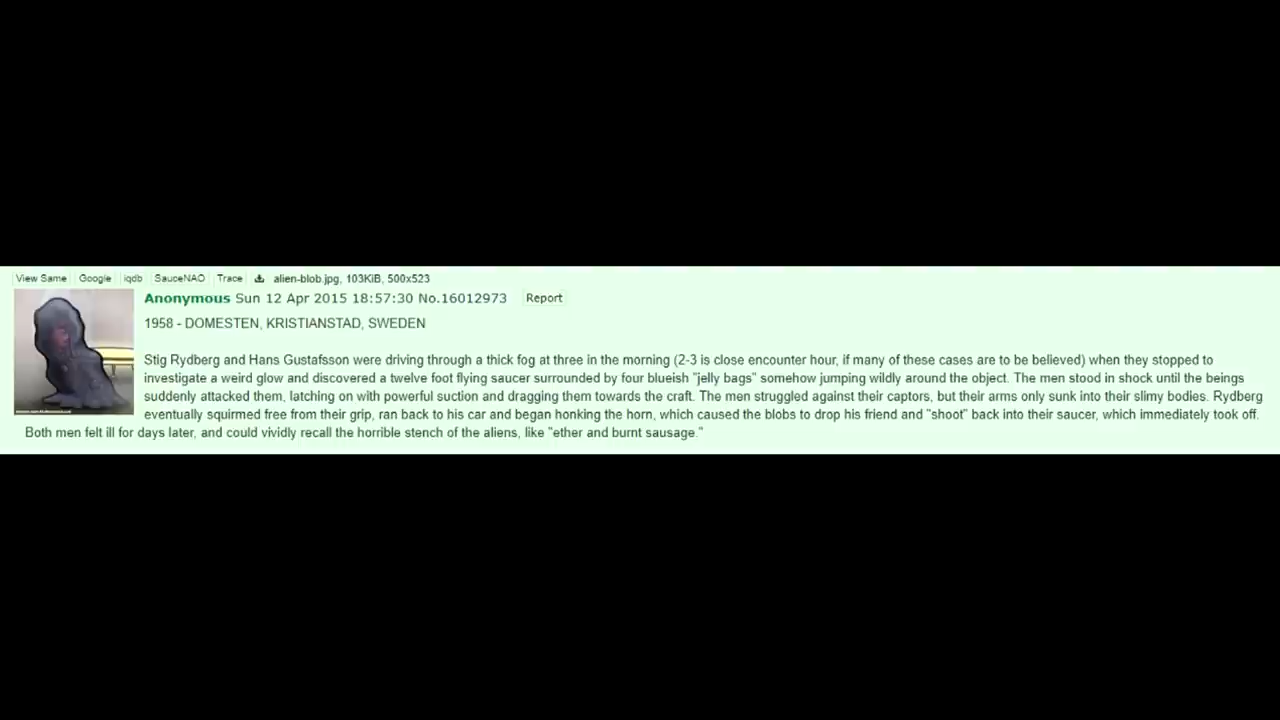 View Same Google iqdb SauceNAO Trace alien-blob.jpg, 103KiB, 500x523
Anonymous Sun 12 Apr 2015 18:57:30 No.16012973 Report
1958 - DOMESTEN, KRISTIANSTAD, SWEDEN
Stig Rydberg and Hans Gustafsson were driving through a thick fog at three in the morning (2-3 is close encounter hour, if many of these cases are to be believed) when they stopped to
investigate a weird glow and discovered a twelve foot flying saucer surrounded by four blueish "jelly bags" somehow jumping wildly around the object. The men stood in shock until the beings
suddenly attacked them, latching on with powerful suction and dragging them towards the craft. The men struggled against their captors, but their arms only sunk into their slimy bodies. Rydberg
eventually squirmed free from their grip, ran back to his car and began honking the horn, which caused the blobs to drop his friend and "shoot" back into their saucer, which immediately took off.
Both men felt ill for days later, and could vividly recall the horrible stench of the aliens, like "ether and burnt sausage."